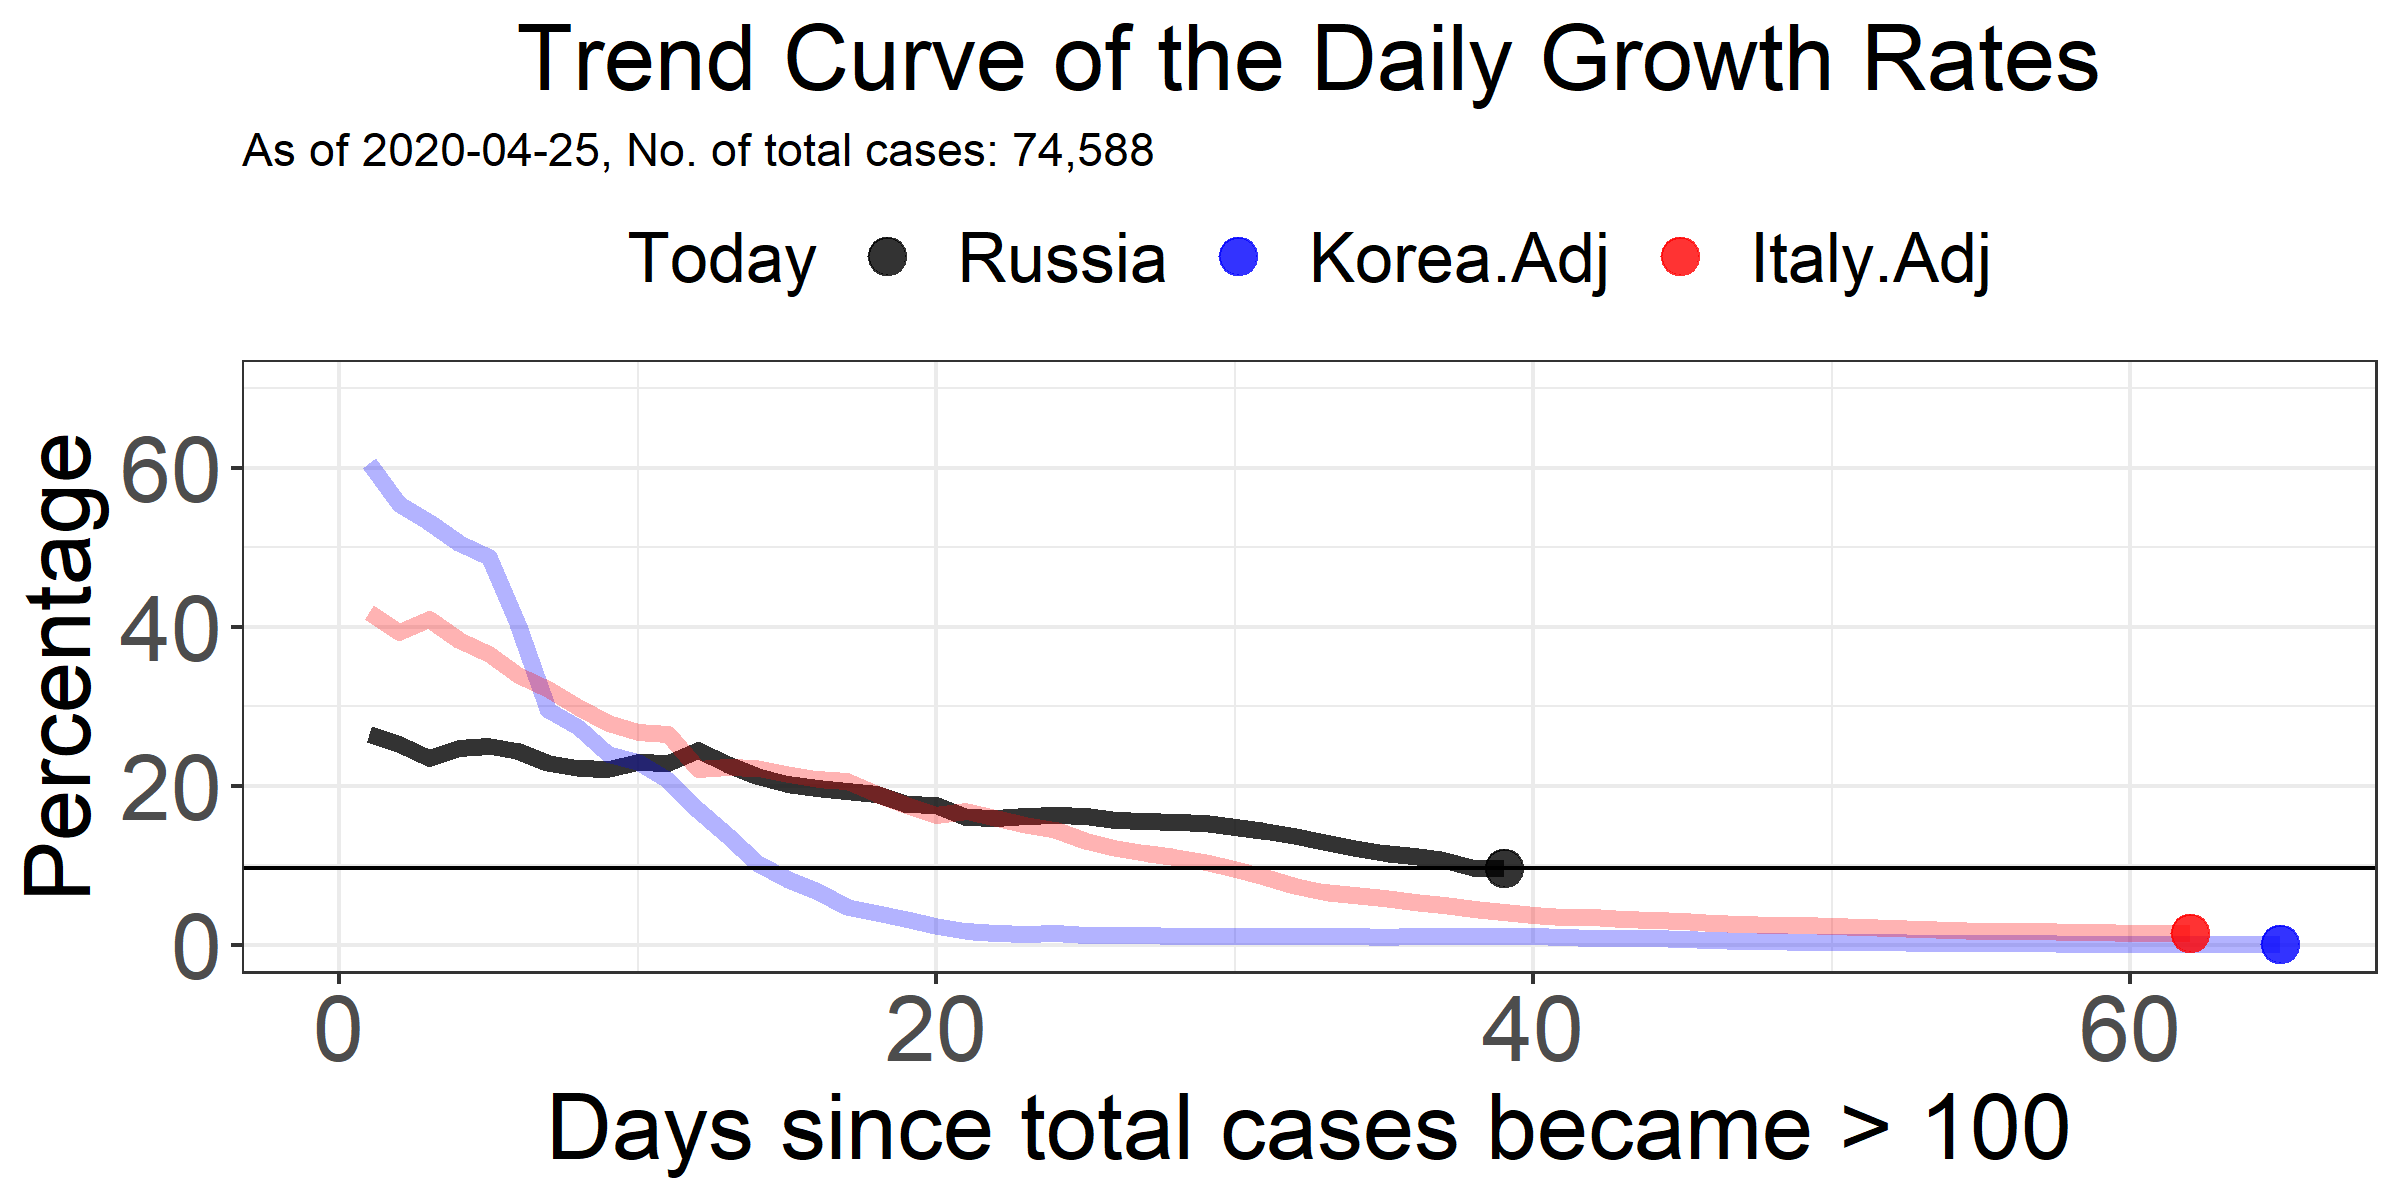 Trend Curve of the Daily Growth Rates
As of 2020-04-25, No. of total cases: 74,588
Today Russia Korea.Adj Italy.Adj
Percentage
60
40
20
0
0 20 40 60
Days since total cases became > 100